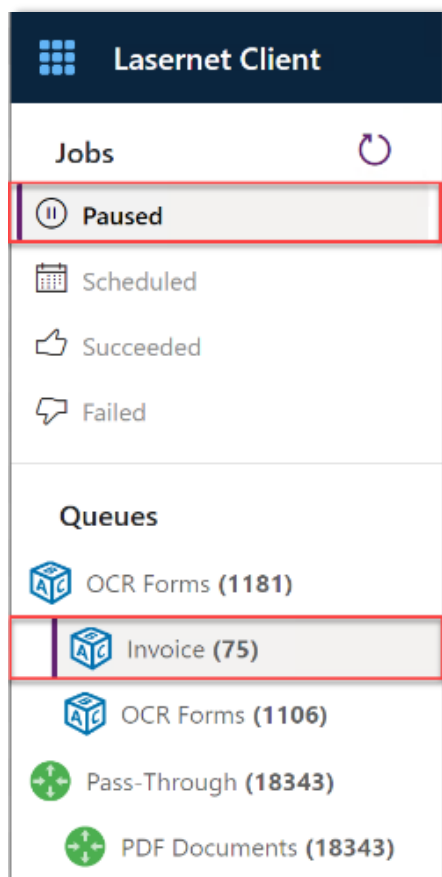 Lasernet Client
Jobs
Paused
Scheduled
Succeeded
Failed
Queues
OCR Forms (1181)
Invoice (75)
OCR Forms (1106)
Pass-Through (18343)
PDF Documents (18343)